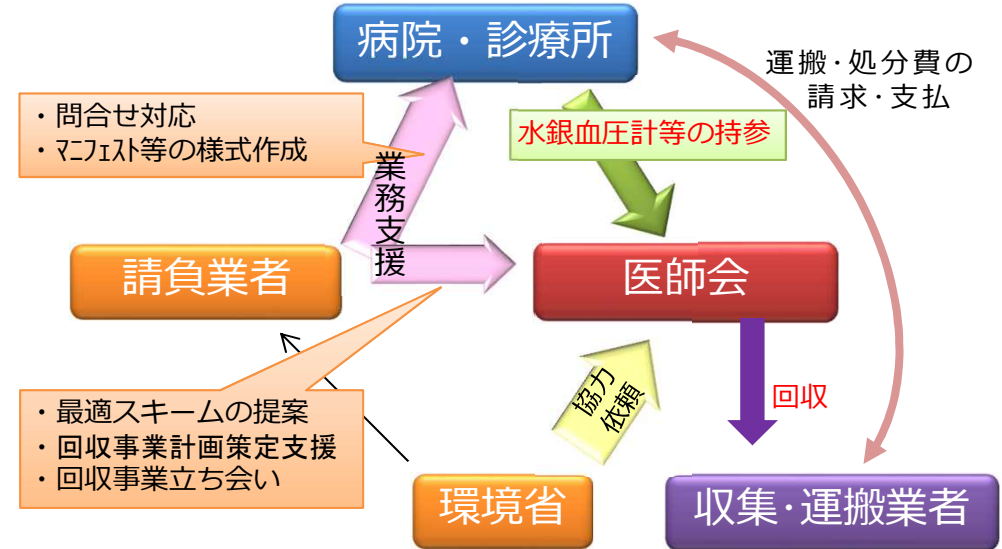 病院・診療所
運搬･処分費の
請求･支払
・問合せ対応
・ﾏﾆﾌｪｽﾄ等の様式作成
水銀血圧計等の持参
業務支援
請負業者
医師会
・最適スキームの提案
・回収事業計画策定支援
・回収事業立ち会い
協力
依頼
回収
環境省
収集･運搬業者